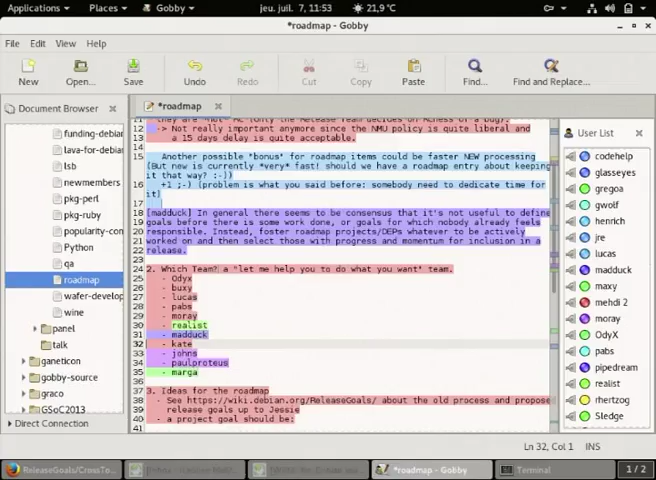 Applications
Places
Gobby
jeu. juil. 7, 11:53
21,9°C
*roadmap - Gobby
File Edit View Help
New
Open...
Save
Undo
Redo
Cut
Copy
Paste
Find...
Find and Replace...
Document Browser
*roadmap
User List
funding-debian
lava-for-debian
lsb
newmembers
pkg-perl
pkg-ruby
popularity-con
Python
qa
roadmap
wafer-develop
wine
panel
talk
ganeticon
gobby-source
graco
GSoC2013
Direct Connection
12 -> Not really important anymore since the NMU policy is quite liberal and
13 a 15 days delay is quite acceptable.
15 Another possible *bonus* for roadmap items could be faster NEW processing
(But new is currently *very* fast! should we have a roadmap entry about keeping
it that way? ;-))
16 +1 ;-) (problem is what you said before: somebody need to dedicate time for
it)
17
18 [madduck] In general there seems to be consensus that it's not useful to define
19 goals before there is some work done, or goals for which nobody already feels
20 responsible. Instead, foster roadmap projects/DEPs whatever to be actively
21 worked on and then select those with progress and momentum for inclusion in a
22 release.
24 2. Which Team? a "let me help you to do what you want" team.
25 - Odyx
26 - buxy
27 - lucas
28 - pabs
29 - moray
30 - realist
31 - madduck
32 - kate
33 - johns
34 - paulproteus
35 - marga
37 3. Ideas for the roadmap
38 - See https://wiki.debian.org/ReleaseGoals/ about the old process and propose
39 release goals up to Jessie
40 - a project goal should be:
41
codehelp
glasseyes
gregoa
gwolf
henrich
jre
lucas
madduck
maxy
mehdi 2
moray
OdyX
pabs
pipedream
realist
rhertzog
Sledge
Ln 32, Col 1 INS
ReleaseGoals/CrossTo...
*roadmap - Gobby
Terminal
1 / 2